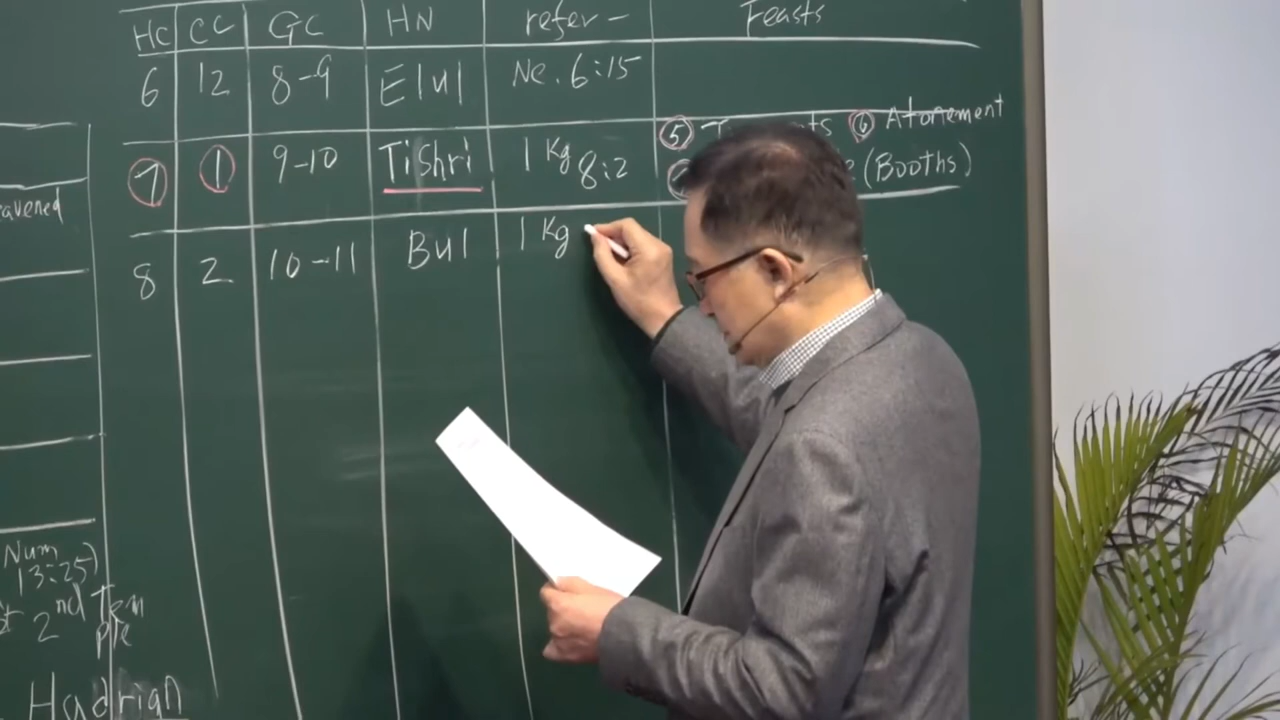 HC CC GC HN refer- Feasts
6 12 8-9 Elul Ne. 6:15
7 1 9-10 Tishri 1 Kg 8:2 5 6 Atonement
(Booths)
8 2 10-11 Bul 1 Kg
avened
Num
13:25)
2nd Tem
ple
Hadrian